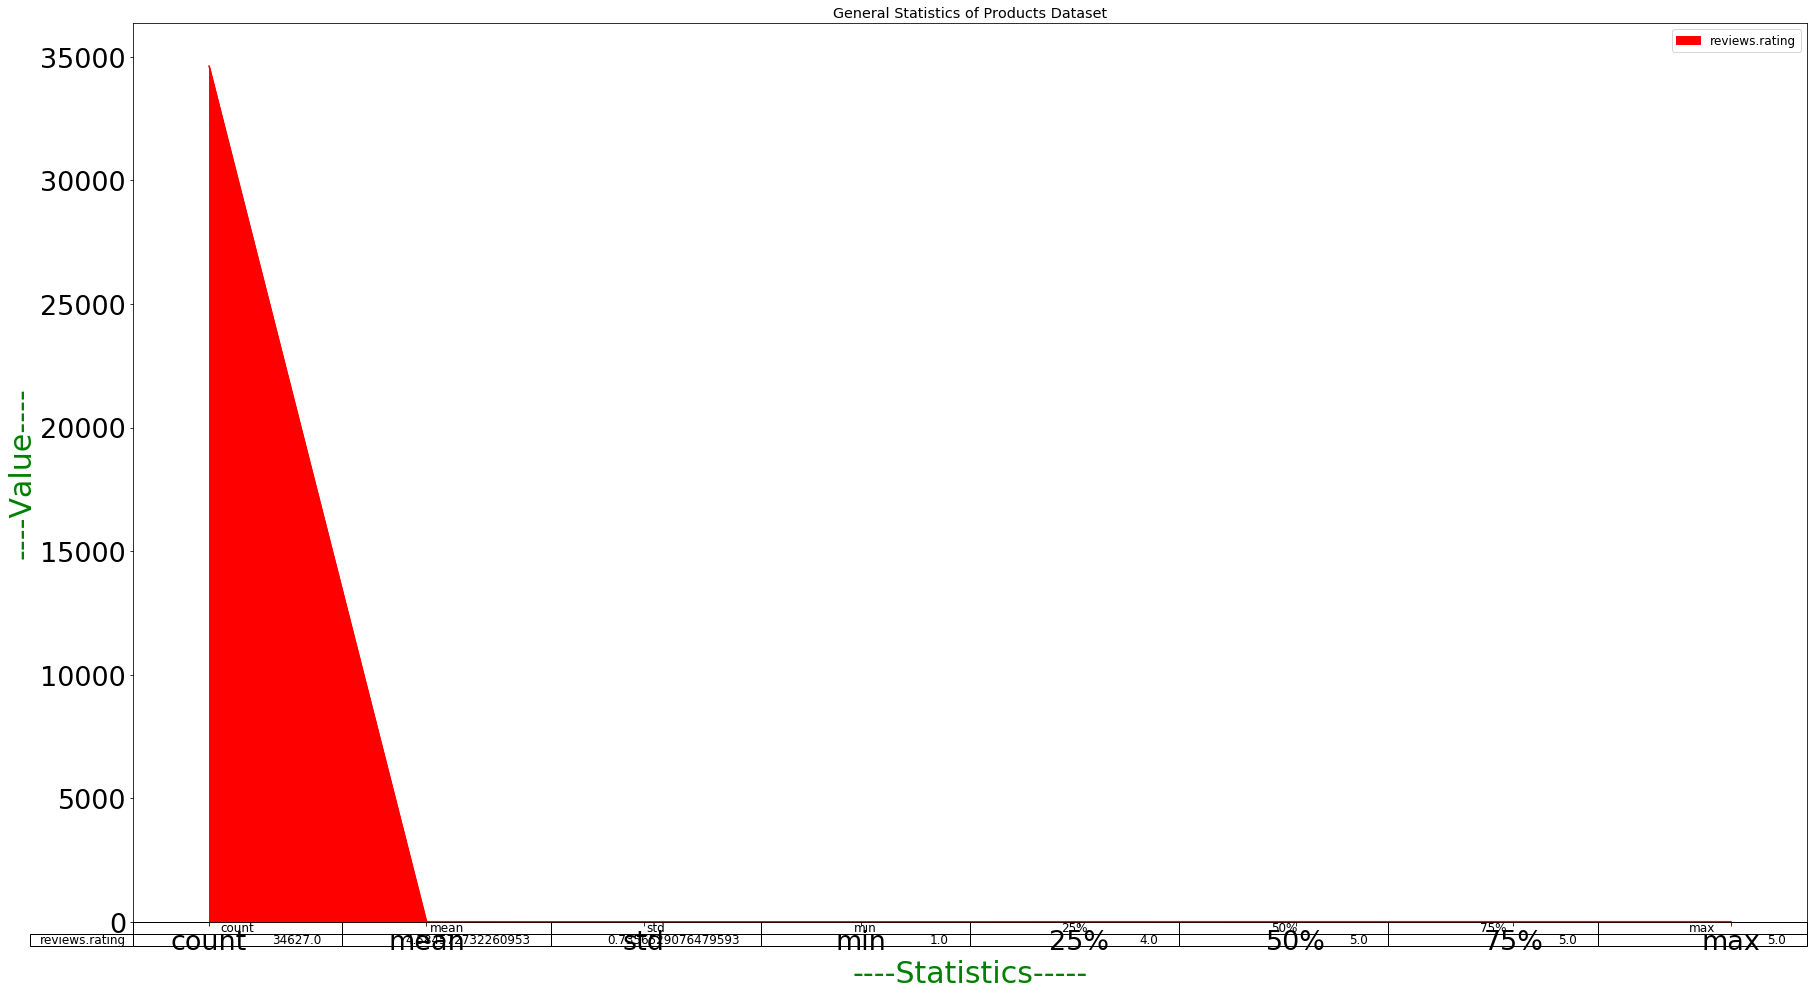 General Statistics of Products Dataset
reviews.rating
35000
30000
25000
20000
15000
10000
5000
0
----Value----
count mean std min 25% 50% 75% max
reviews.rating 34627.0 1.0 4.0 5.0 5.0 5.0
count mean std min 25% 50% 75% max
----Statistics-----